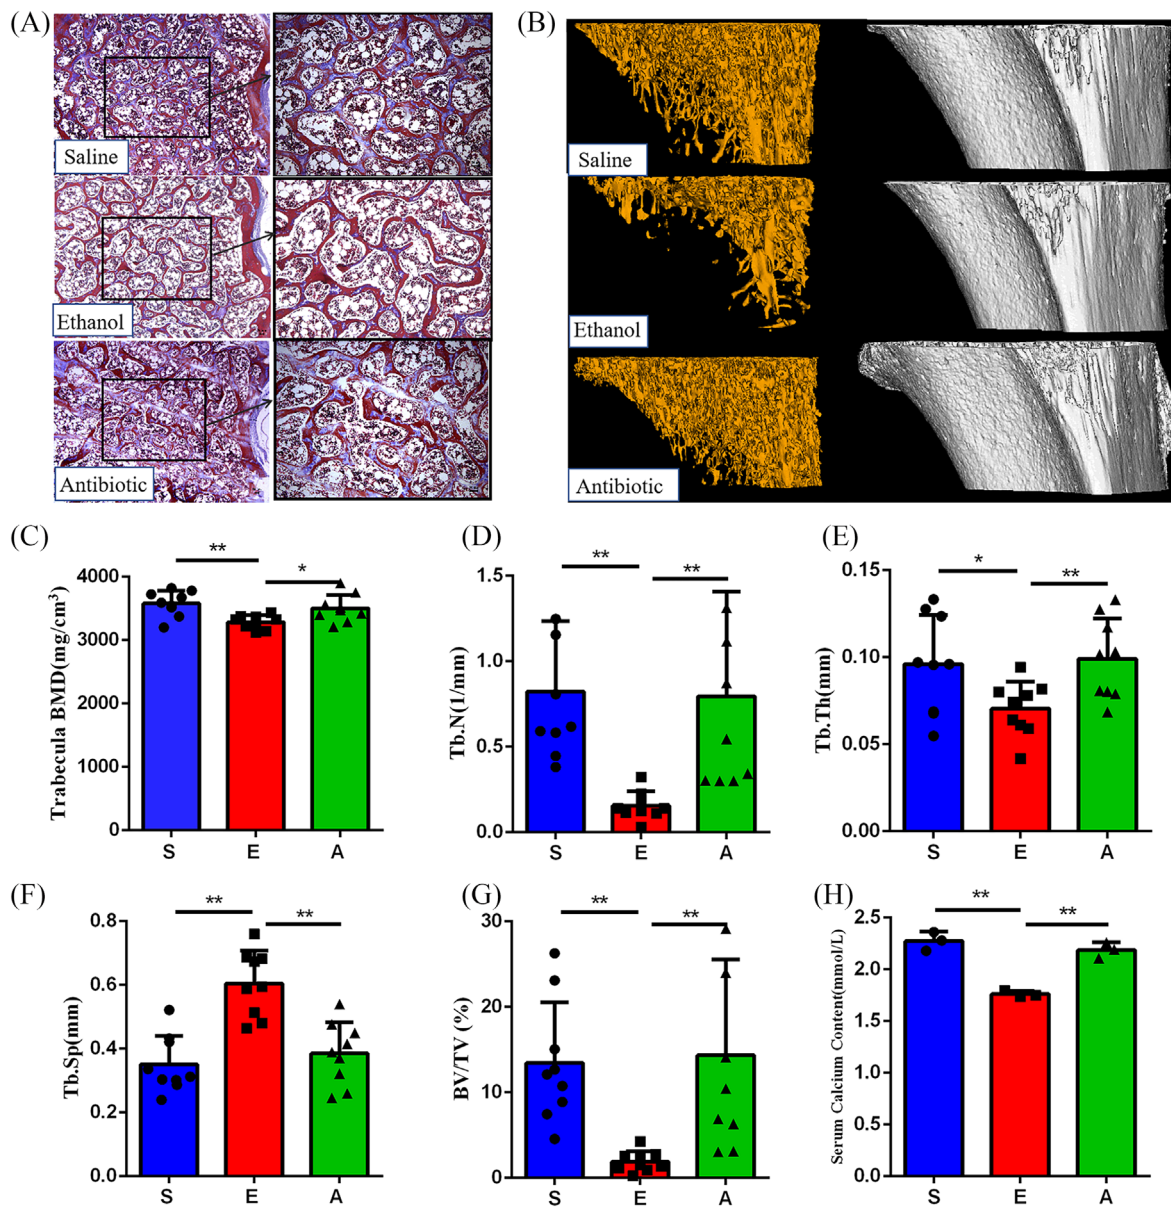 (A)
Saline
Ethanol
Antibiotic
(B)
Saline
Ethanol
Antibiotic
(C)
Trabecula BMD(mg/cm³)
4000
3000
2000
1000
0
**
*
S E A
(D)
Tb.N(1/mm)
1.5
1.0
0.5
0.0
**
**
S E A
(E)
Tb.Th(mm)
0.15
0.10
0.05
0.00
*
**
S E A
(F)
Tb.Sp(mm)
0.8
0.6
0.4
0.2
0.0
**
**
S E A
(G)
BV/TV (%)
30
20
10
0
**
**
S E A
(H)
Serum Calcium Content(mmol/L)
2.5
2.0
1.5
1.0
0.5
0.0
**
**
S E A